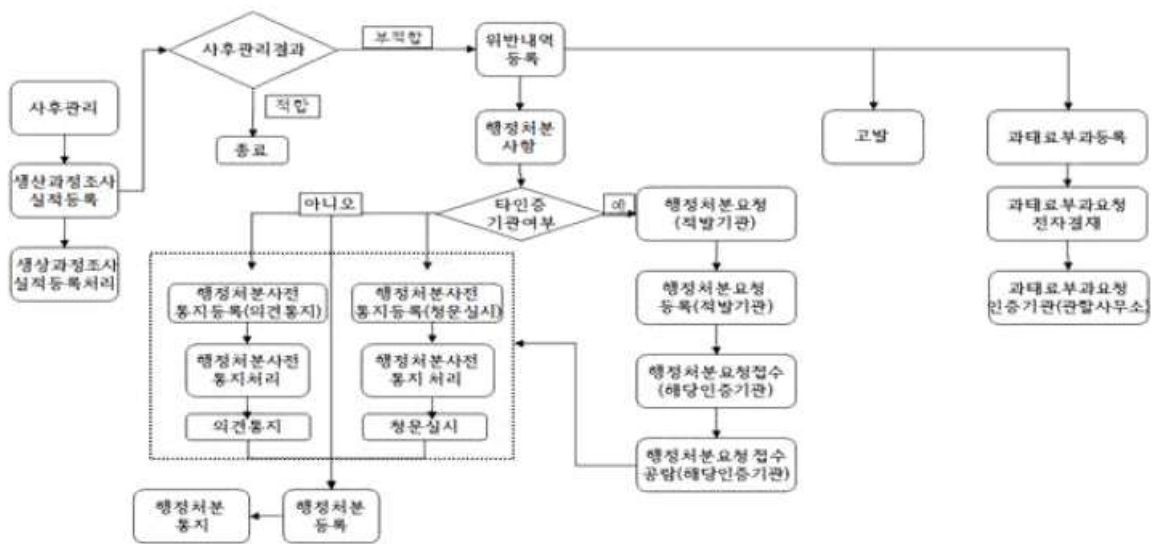 사후관리
생산과정조사
실적등록
생상과정조사
실적등록처리
사후관리결과
부적합
적합
종료
위반내역
등록
행정처분
사항
타인증
기관여부
아니오
예
행정처분사전
통지등록(의견통지)
행정처분사전
통지처리
의견통지
행정처분사전
통지등록(청문실시)
행정처분사전
통지 처리
청문실시
행정처분
등록
행정처분
통지
행정처분요청
(적발기관)
행정처분요청
등록(적발기관)
행정처분요청접수
(해당인증기관)
행정처분요청 접수
공람(해당인증기관)
고발
과태료부과등록
과태료부과요청
전자결재
과태료부과요청
인증기관(관할사무소)